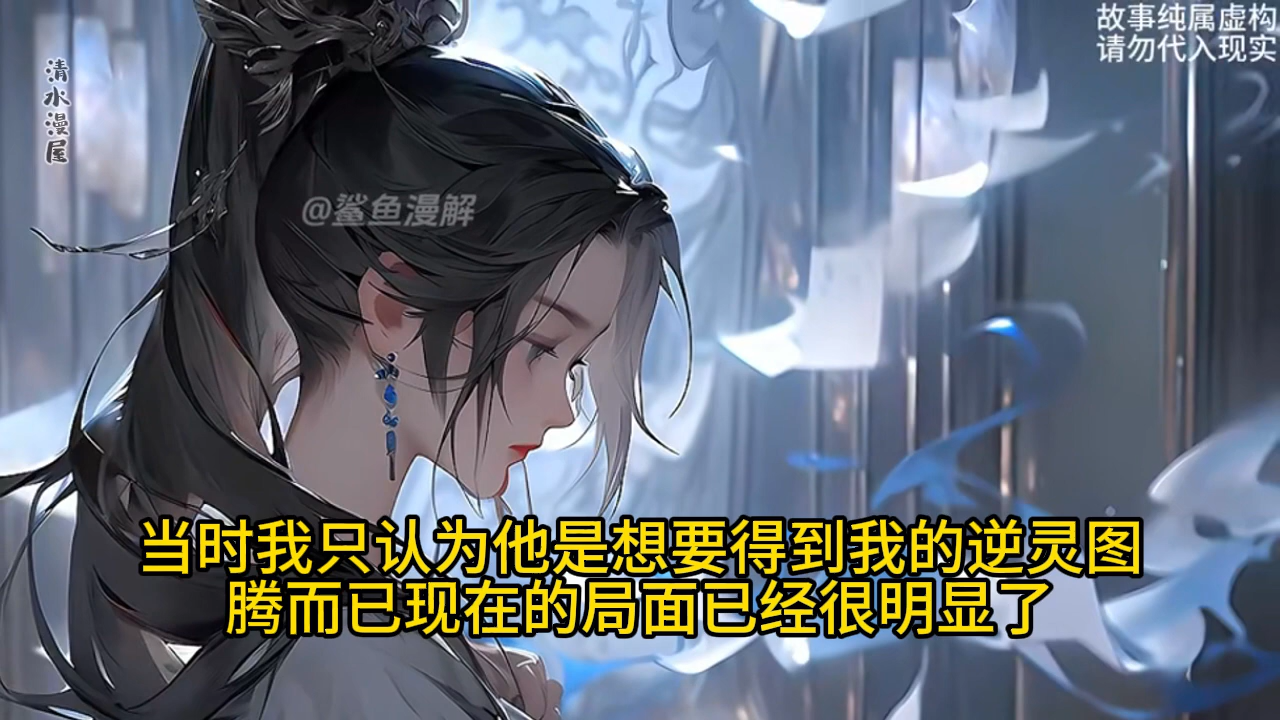 故事纯属虚构
请勿代入现实
清水漫屋
@鲨鱼漫解
当时我只认为他是想要得到我的逆灵图
腾而已现在的局面已经很明显了